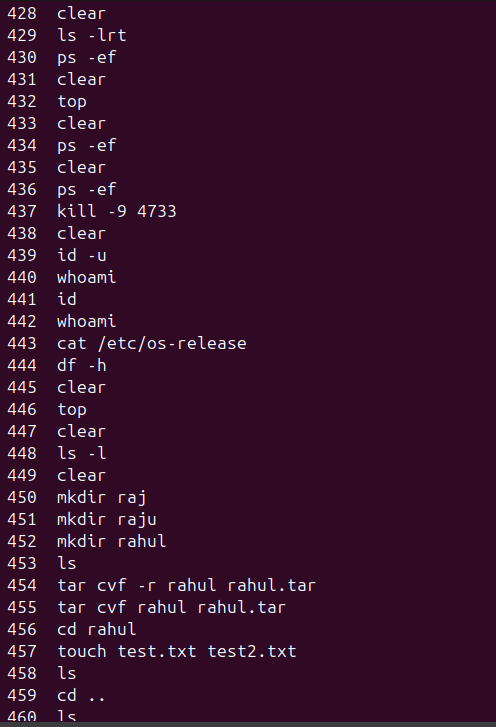 428 clear
429 ls -lrt
430 ps -ef
431 clear
432 top
433 clear
434 ps -ef
435 clear
436 ps -ef
437 kill -9 4733
438 clear
439 id -u
440 whoami
441 id
442 whoami
443 cat /etc/os-release
444 df -h
445 clear
446 top
447 clear
448 ls -l
449 clear
450 mkdir raj
451 mkdir raju
452 mkdir rahul
453 ls
454 tar cvf -r rahul rahul.tar
455 tar cvf rahul rahul.tar
456 cd rahul
457 touch test.txt test2.txt
458 ls
459 cd ..
460 ls